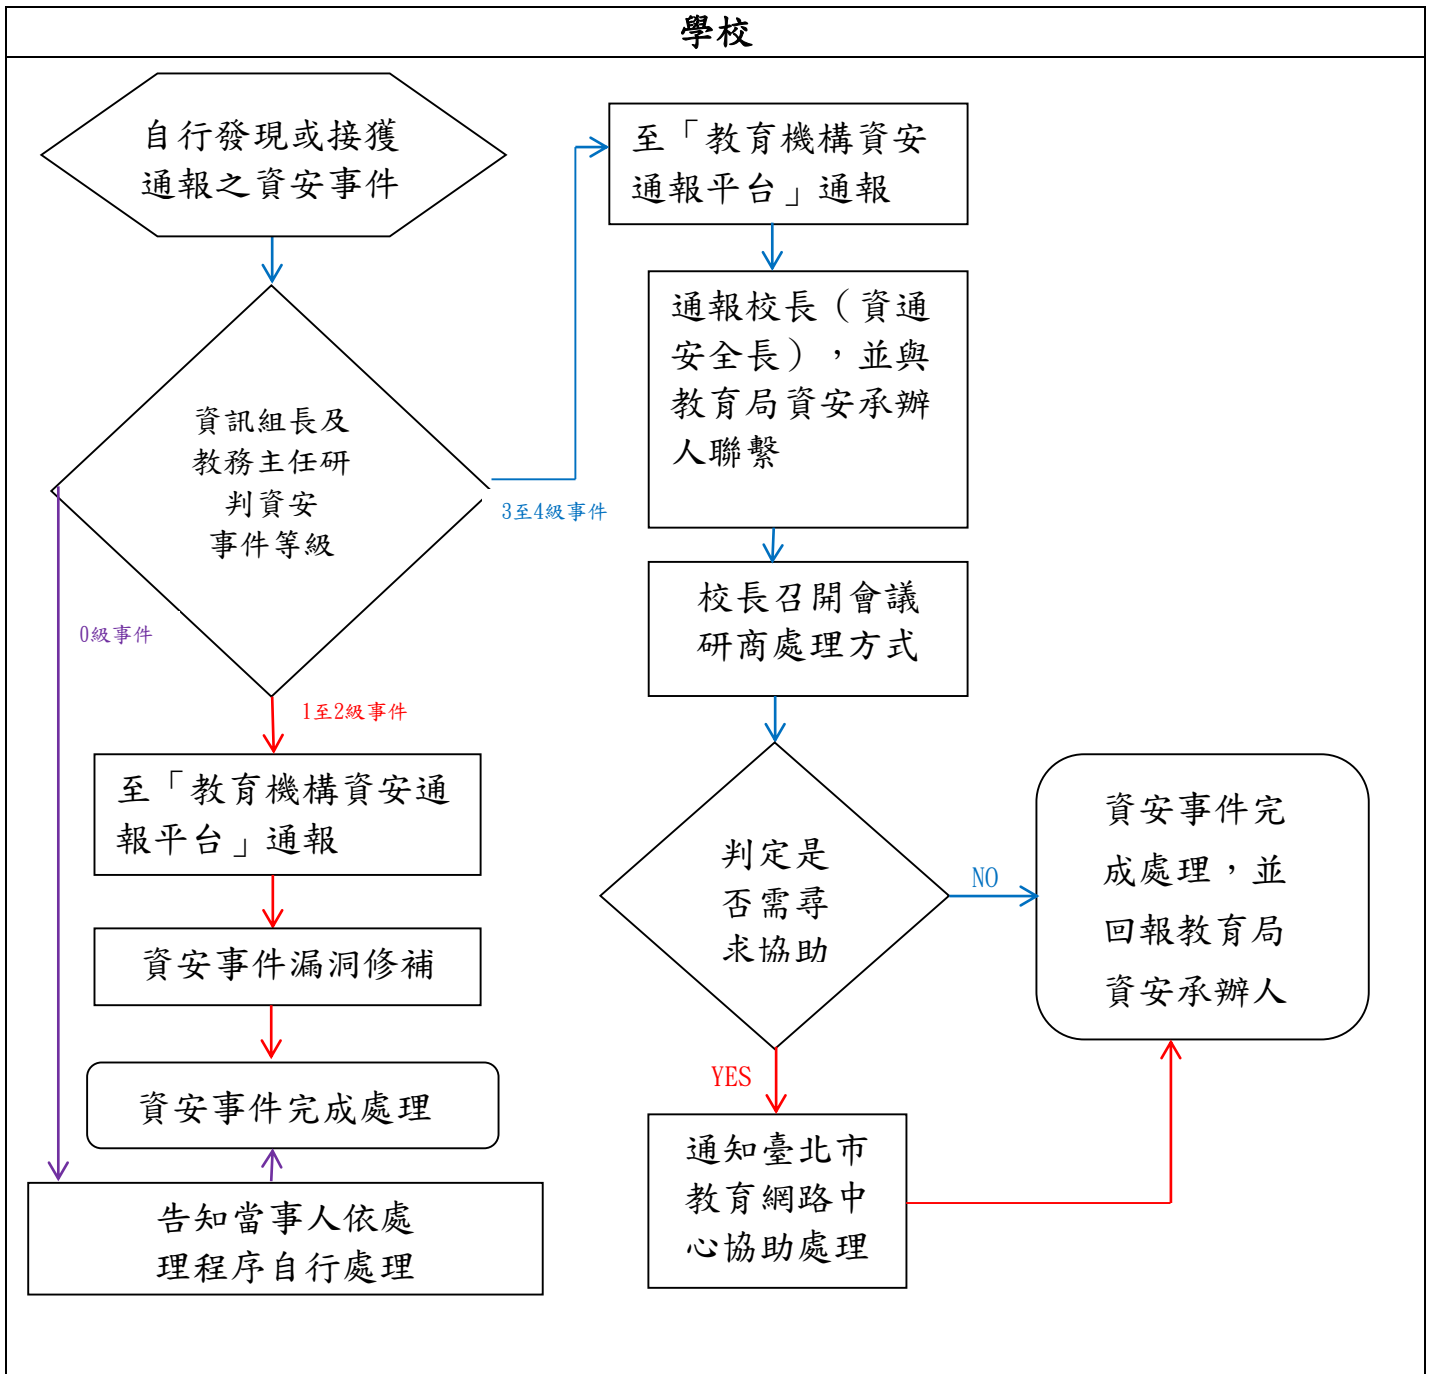 學校
自行發現或接獲
通報之資安事件
資訊組長及
教務主任研
判資安
事件等級
0級事件
1至2級事件
3至4級事件
至「教育機構資安通
報平台」通報
資安事件漏洞修補
資安事件完成處理
告知當事人依處
理程序自行處理
至「教育機構資安
通報平台」通報
通報校長（資通
安全長），並與
教育局資安承辦
人聯繫
校長召開會議
研商處理方式
判定是
否需尋
求協助
NO
YES
資安事件完
成處理，並
回報教育局
資安承辦人
通知臺北市
教育網路中
心協助處理